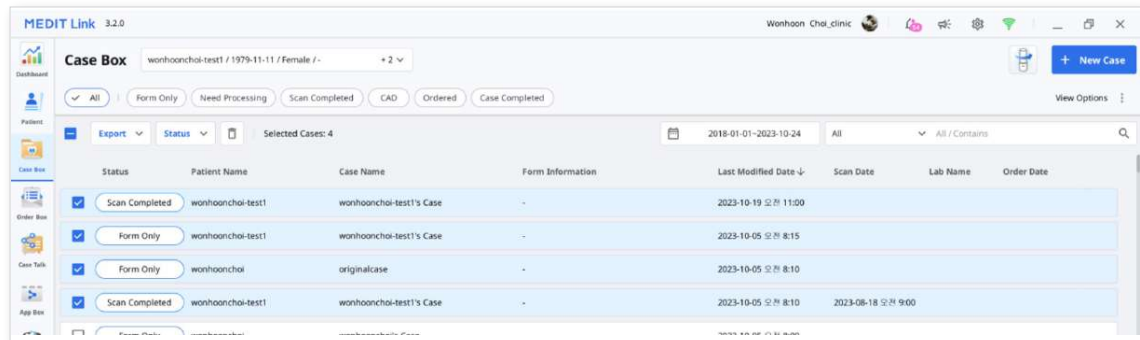 MEDIT Link 3.2.0 Wonhoon Choi_clinic
Dashboard
Case Box wonhoonchoi-test1 / 1979-11-11 / Female / - + 2 + New Case
Patient
All Form Only Need Processing Scan Completed CAD Ordered Case Completed View Options
Case Box
Export Status Selected Cases: 4 2018-01-01~2023-10-24 All All / Contains
Status Patient Name Case Name Form Information Last Modified Date ↓ Scan Date Lab Name Order Date
Order Box
Scan Completed wonhoonchoi-test1 wonhoonchoi-test1's Case - 2023-10-19 오전 11:00
Form Only wonhoonchoi-test1 wonhoonchoi-test1's Case - 2023-10-05 오전 8:15
Case Talk
Form Only wonhoonchoi originalcase - 2023-10-05 오전 8:10
App Box
Scan Completed wonhoonchoi-test1 wonhoonchoi-test1's Case - 2023-10-05 오전 8:10 2023-08-18 오전 9:00